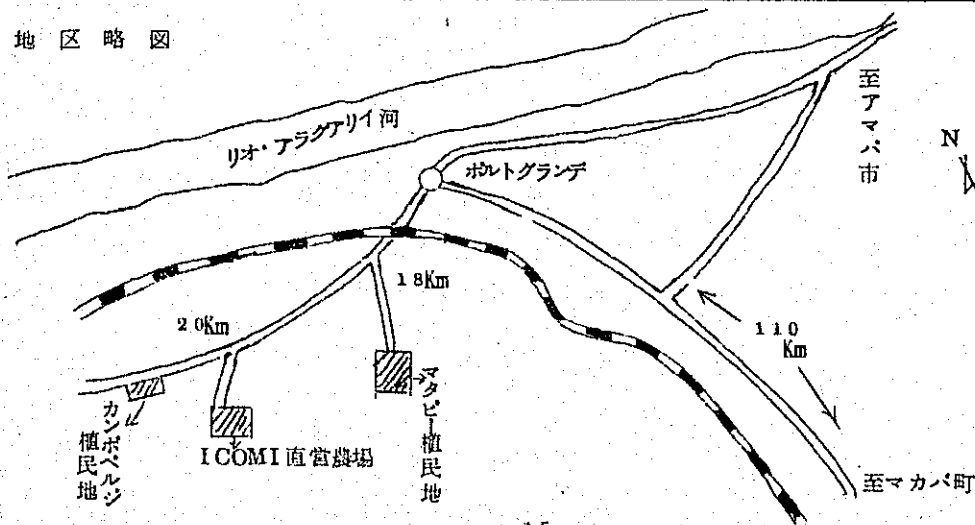 地区略図
リオ・アラグアリイ河
ポルトグランデ
至アマパ市
N
18Km
20Km
110
Km
カンポベルジ
植民地
ICOMI直営農場
マタピー植民地
至マカパ町